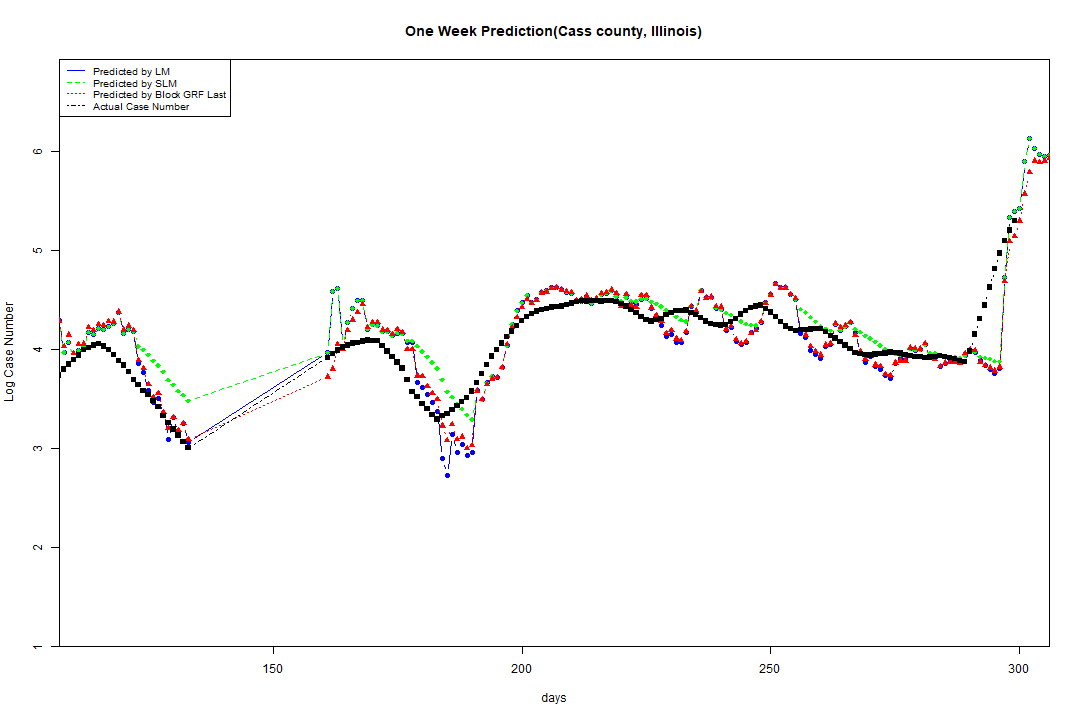 One Week Prediction(Cass county, Illinois)
Predicted by LM
Predicted by SLM
Predicted by Block GRF Last
Actual Case Number
Log Case Number
6
5
4
3
2
1
150 200 250 300
days